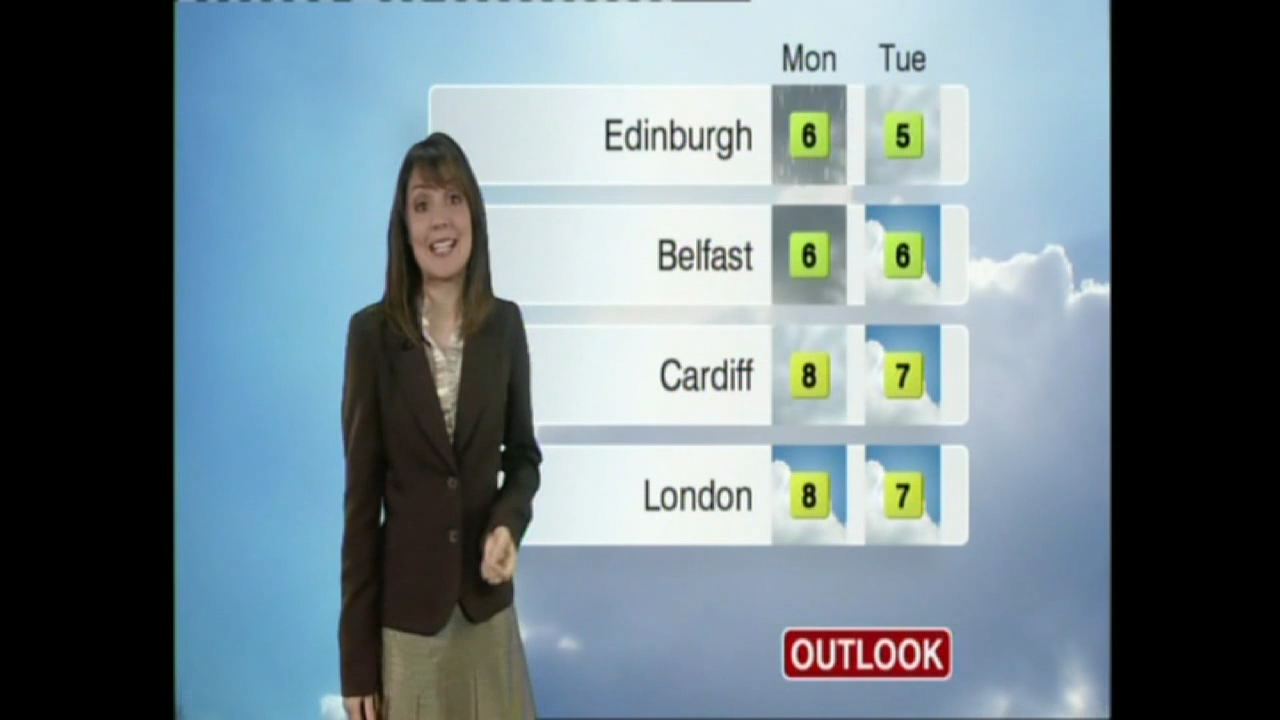 Mon Tue
Edinburgh 6 5
Belfast 6 6
Cardiff 8 7
London 8 7
OUTLOOK